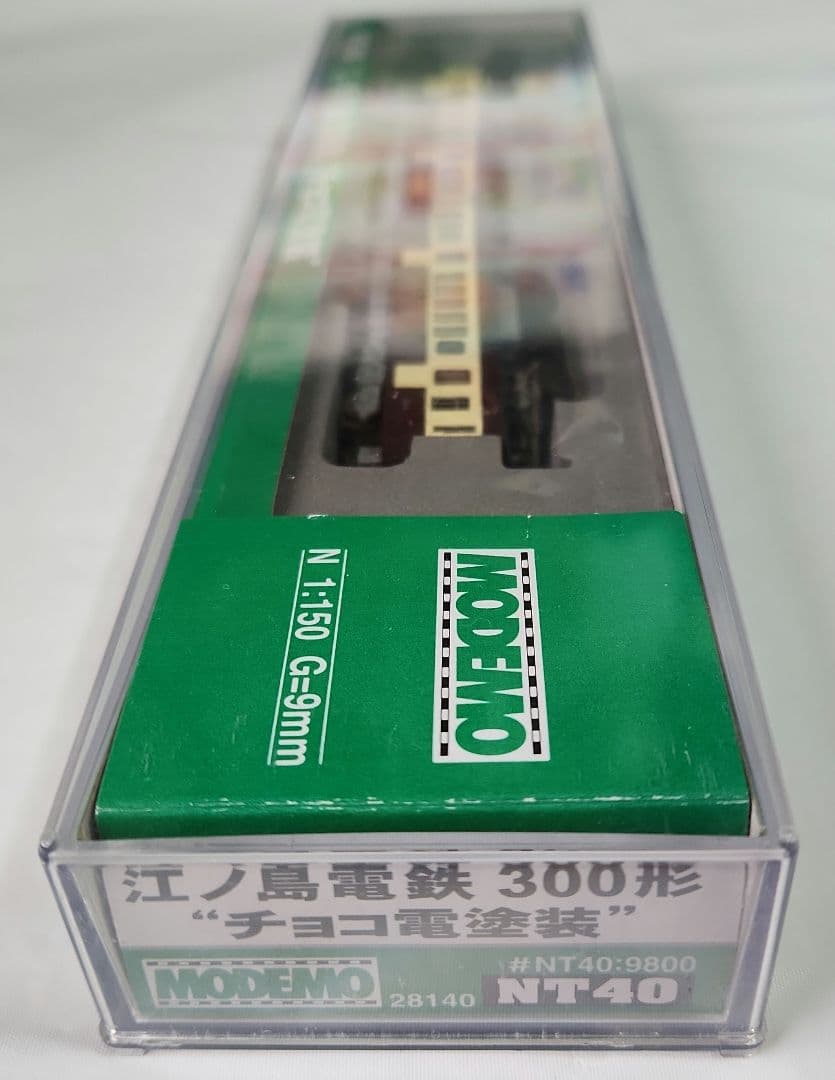 MODEMO
N 1:150 G=9mm
江ノ島電鉄 300形
“チョコ電塗装”
#NT40:9800
MODEMO 28140 NT40